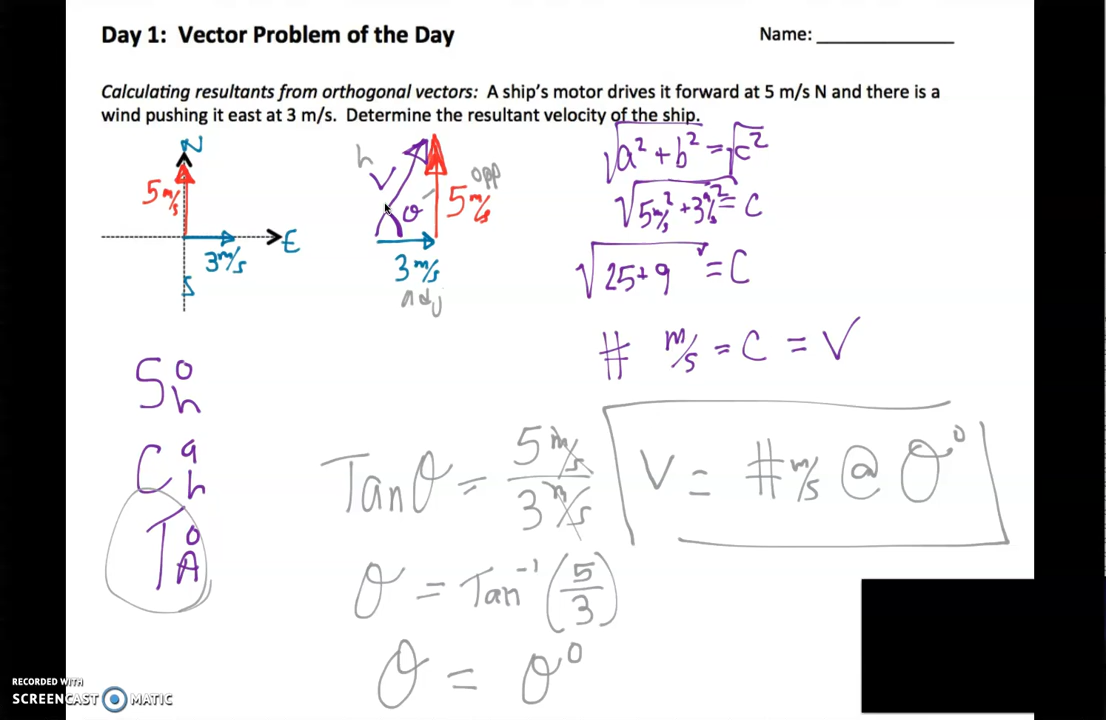 Day 1: Vector Problem of the Day
Name: ____________
Calculating resultants from orthogonal vectors: A ship's motor drives it forward at 5 m/s N and there is a
wind pushing it east at 3 m/s. Determine the resultant velocity of the ship.
N
5 m/s
E
3 m/s
S
h
V
θ
opp
5 m/s
3 m/s
adj
√a² + b² = √c²
√5 m/s² + 3 m/s² = C
√25 + 9 = C
# m/s = C = V
S o h
C a h
T O A
Tan θ = 5 m/s / 3 m/s
V = # m/s @ θ°
θ = Tan⁻¹ (5/3)
θ = θ°
RECORDED WITH
SCREENCAST MATIC